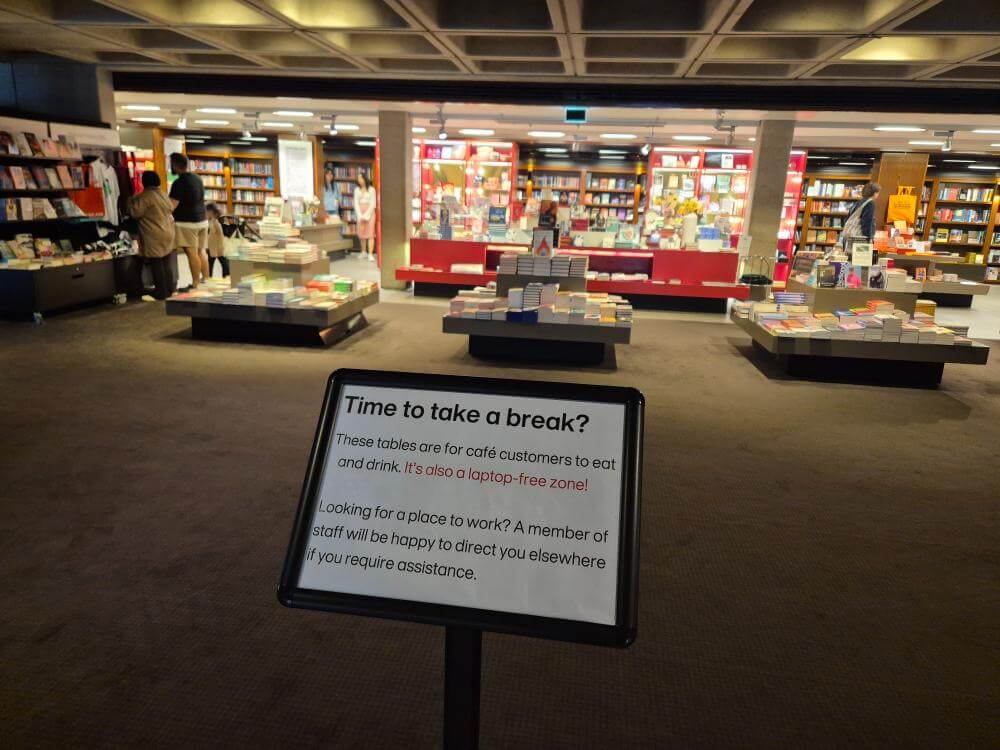 Time to take a break?
These tables are for café customers to eat
and drink. It's also a laptop-free zone!
Looking for a place to work? A member of
staff will be happy to direct you elsewhere
if you require assistance.